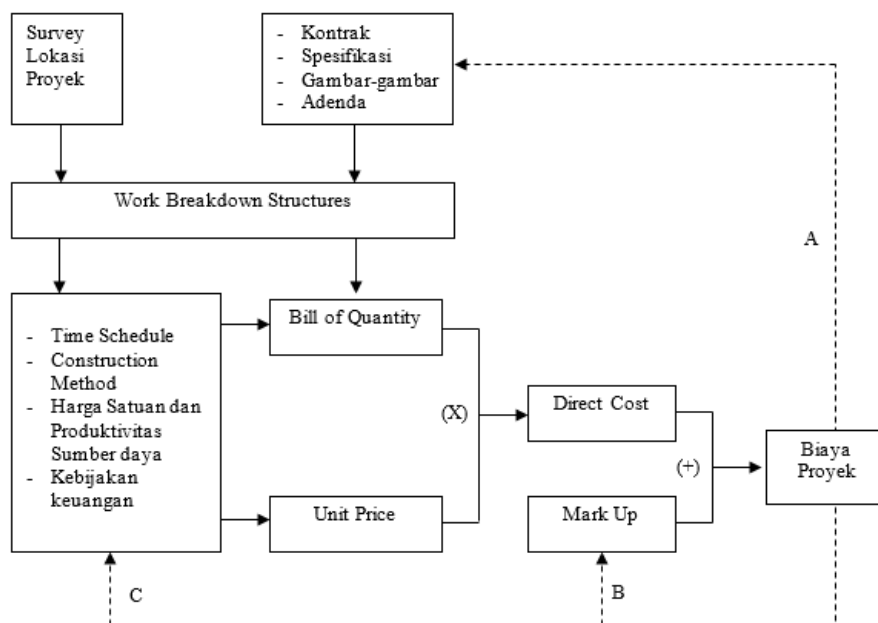 Survey
Lokasi
Proyek
- Kontrak
- Spesifikasi
- Gambar-gambar
- Adenda
Work Breakdown Structures
A
- Time Schedule
- Construction
Method
- Harga Satuan dan
Produktivitas
Sumber daya
- Kebijakan
keuangan
Bill of Quantity
(X)
Unit Price
Direct Cost
(+)
Mark Up
Biaya
Proyek
C
B